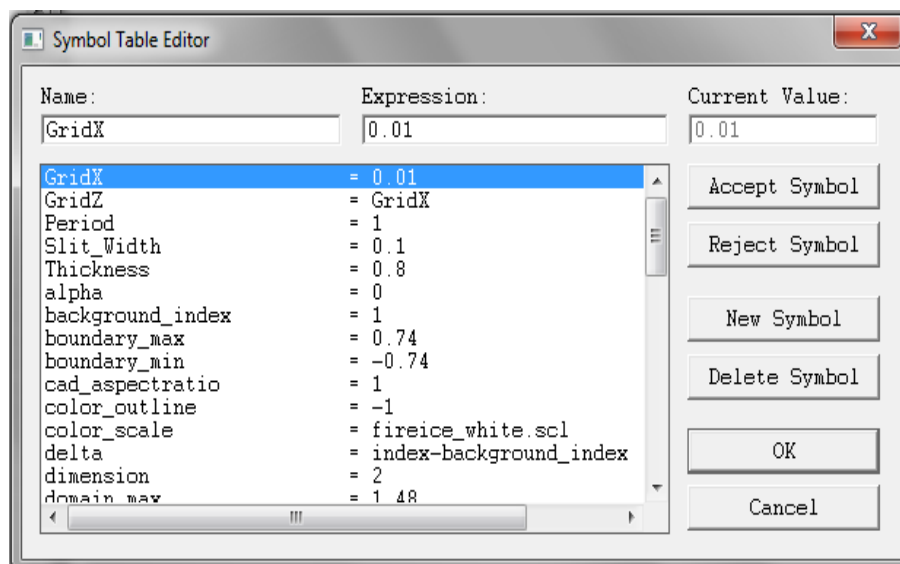 Symbol Table Editor
Name: Expression: Current Value:
GridX 0.01 0.01
GridX = 0.01
GridZ = GridX
Period = 1
Slit_Width = 0.1
Thickness = 0.8
alpha = 0
background_index = 1
boundary_max = 0.74
boundary_min = -0.74
cad_aspectratio = 1
color_outline = -1
color_scale = fireice_white.scl
delta = index-background_index
dimension = 2
domain_max = 1.48
Accept Symbol
Reject Symbol
New Symbol
Delete Symbol
OK
Cancel